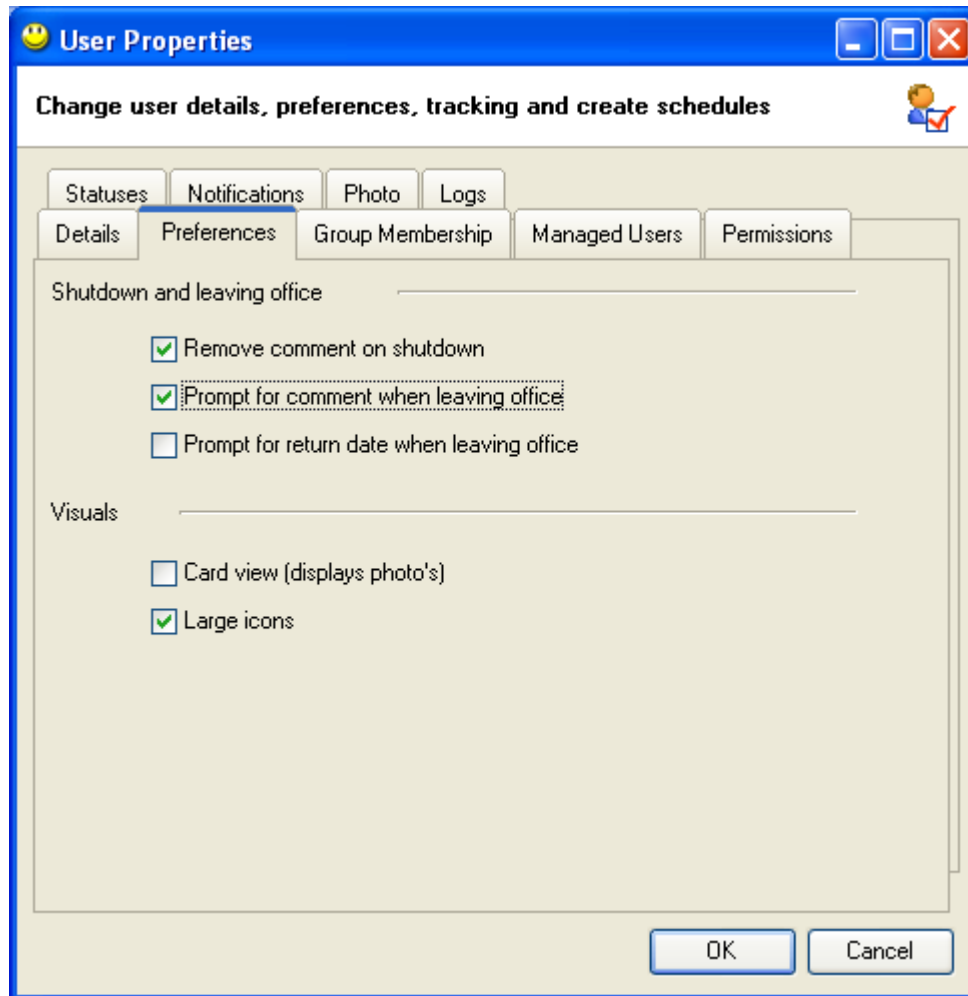 User Properties
Change user details, preferences, tracking and create schedules
Statuses Notifications Photo Logs
Details Preferences Group Membership Managed Users Permissions
Shutdown and leaving office
Remove comment on shutdown
Prompt for comment when leaving office
Prompt for return date when leaving office
Visuals
Card view (displays photo's)
Large icons
OK Cancel